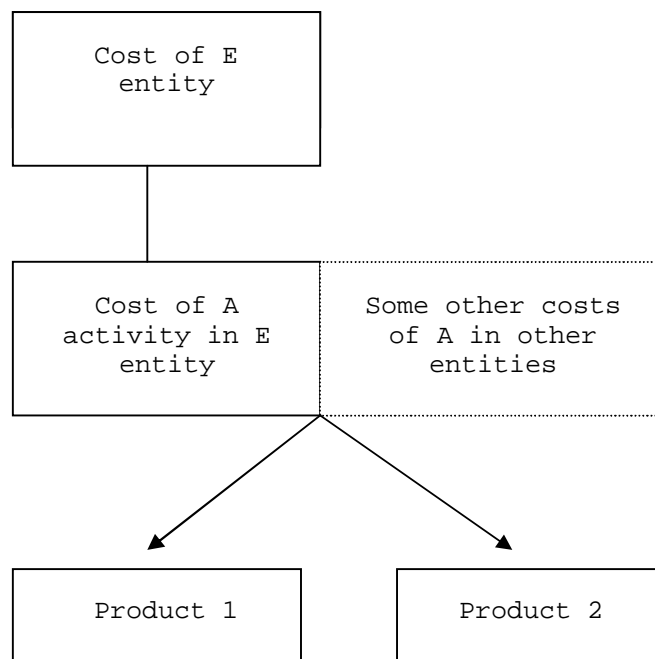 Cost of E
entity
Cost of A
activity in E
entity
Some other costs
of A in other
entities
Product 1
Product 2